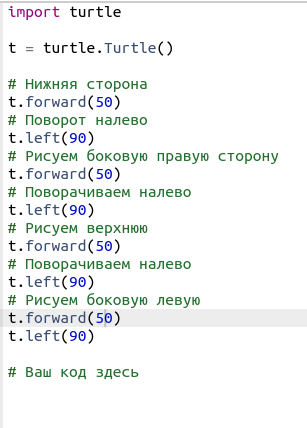 import turtle
t = turtle.Turtle()
# Нижняя сторона
t.forward(50)
# Поворот налево
t.left(90)
# Рисуем боковую правую сторону
t.forward(50)
# Поворачиваем налево
t.left(90)
# Рисуем верхнюю
t.forward(50)
# Поворачиваем налево
t.left(90)
# Рисуем боковую левую
t.forward(50)
t.left(90)
# Ваш код здесь